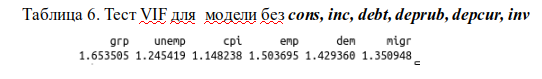 Таблица 6. Тест VIF для модели без cons, inc, debt, deprub, depcur, inv
grp unemp cpi emp dem migr
1.653505 1.245419 1.148238 1.503695 1.429360 1.350948